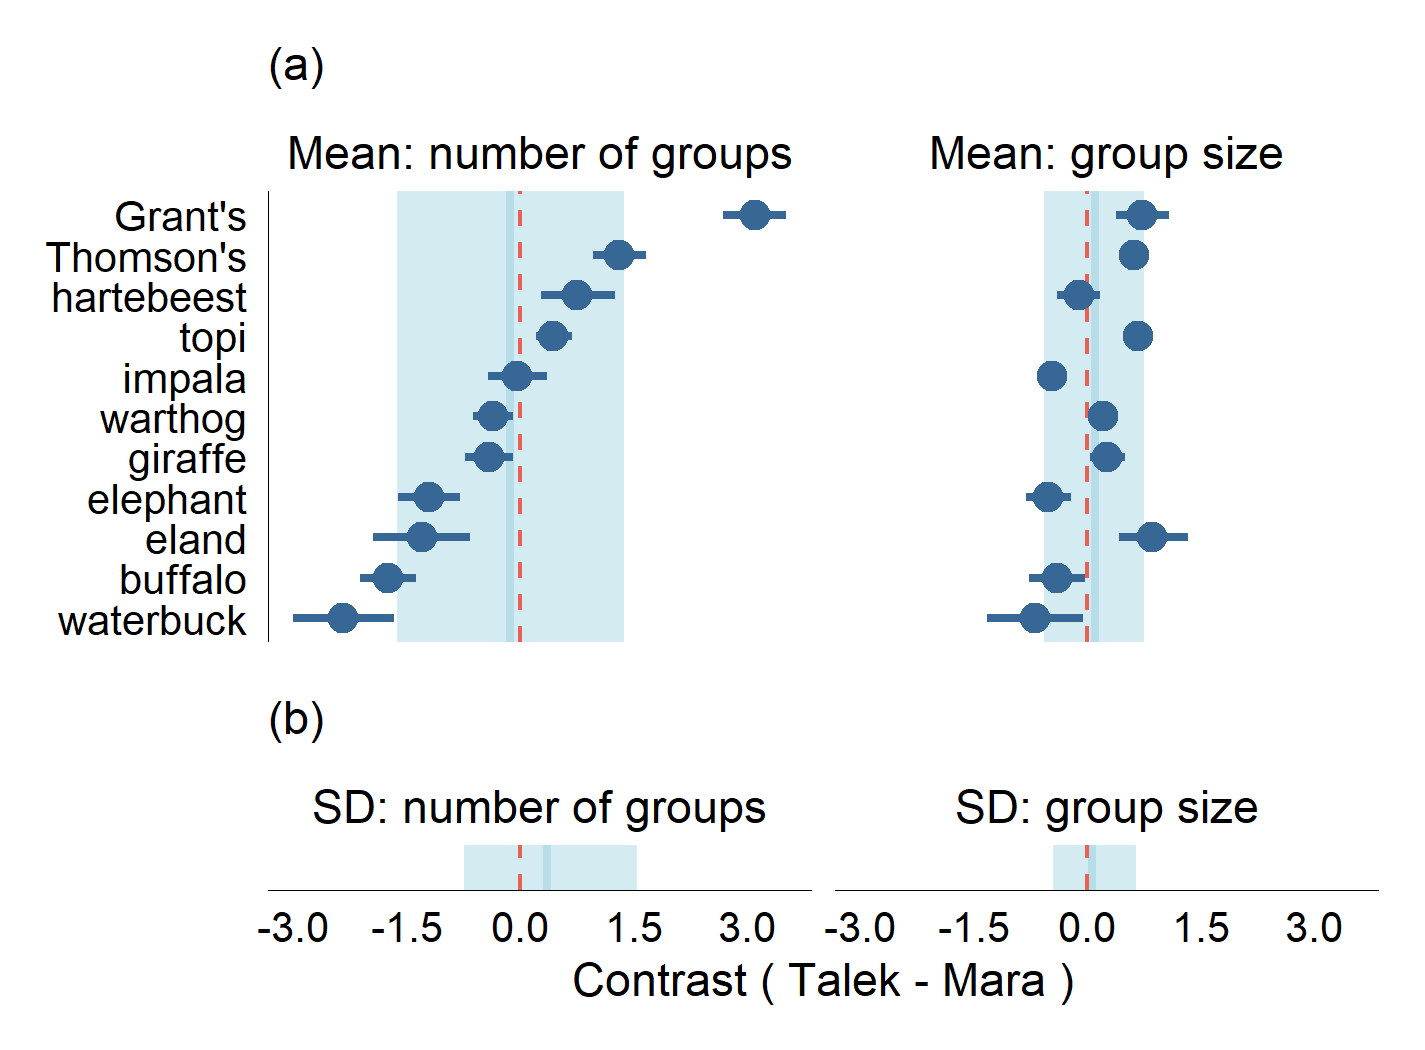 (a)
Mean: number of groups
Mean: group size
Grant's
Thomson's
hartebeest
topi
impala
warthog
giraffe
elephant
eland
buffalo
waterbuck
(b)
SD: number of groups
SD: group size
-3.0 -1.5 0.0 1.5 3.0 -3.0 -1.5 0.0 1.5 3.0
Contrast ( Talek - Mara )